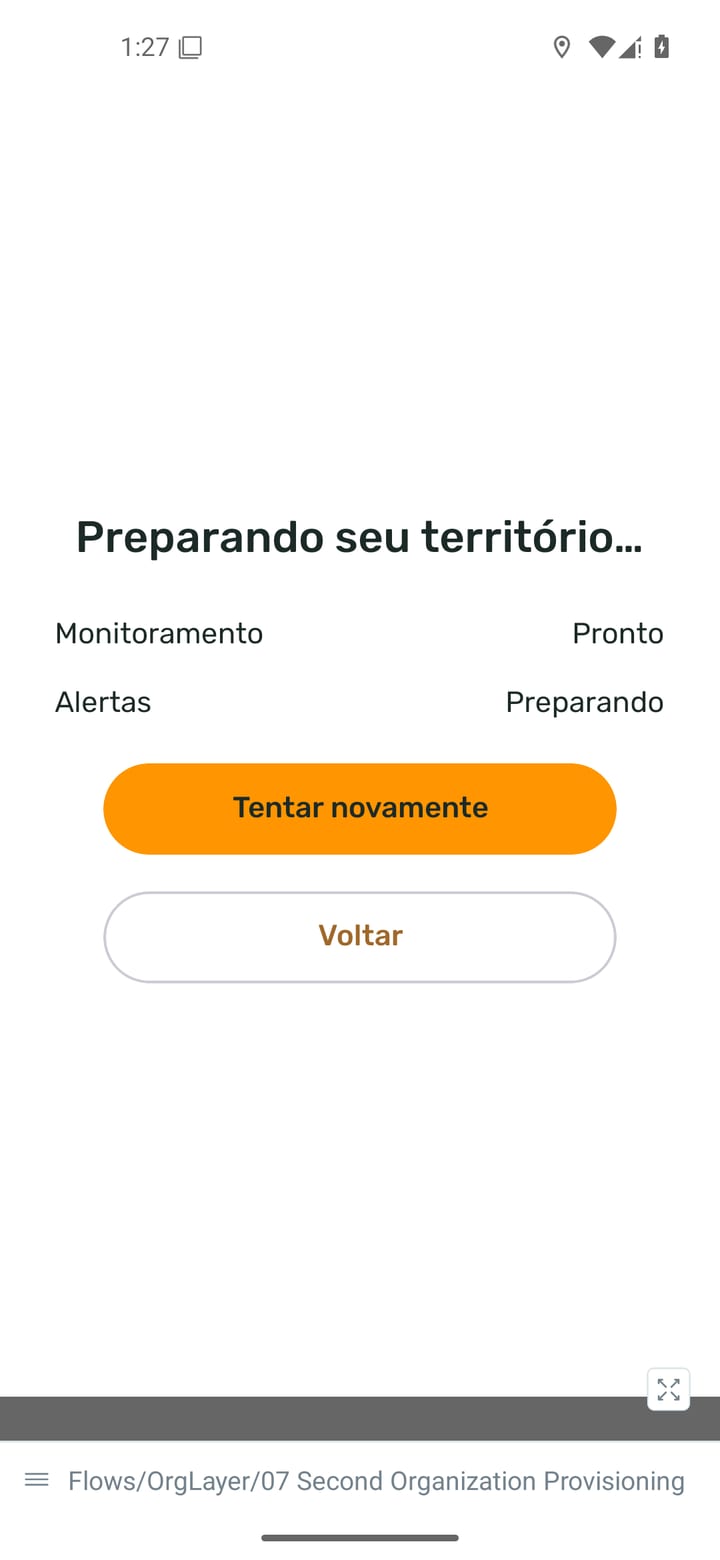 1:27
Preparando seu território...
Monitoramento Pronto
Alertas Preparando
Tentar novamente
Voltar
Flows/OrgLayer/07 Second Organization Provisioning